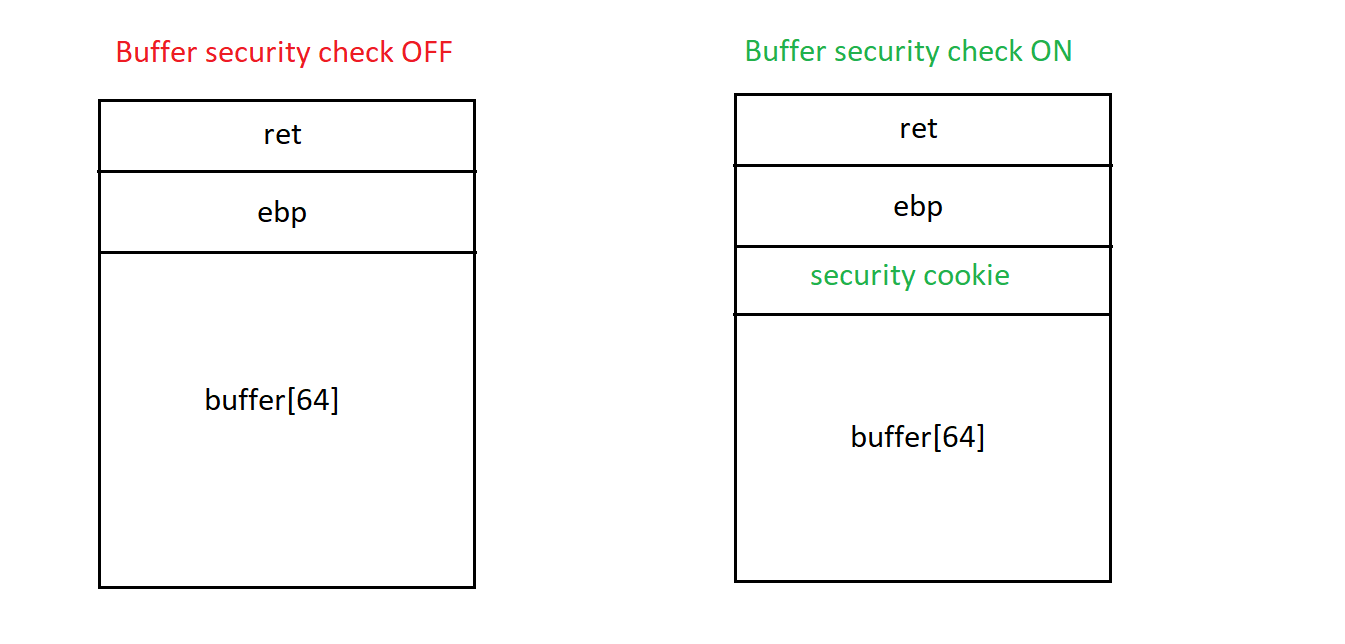 Buffer security check OFF
ret
ebp
buffer[64]
Buffer security check ON
ret
ebp
security cookie
buffer[64]